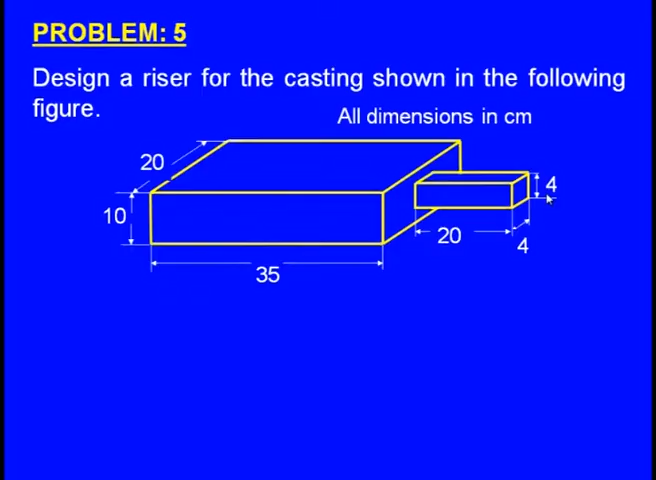 PROBLEM: 5
Design a riser for the casting shown in the following
figure.
All dimensions in cm
20
10
35
4
20
4